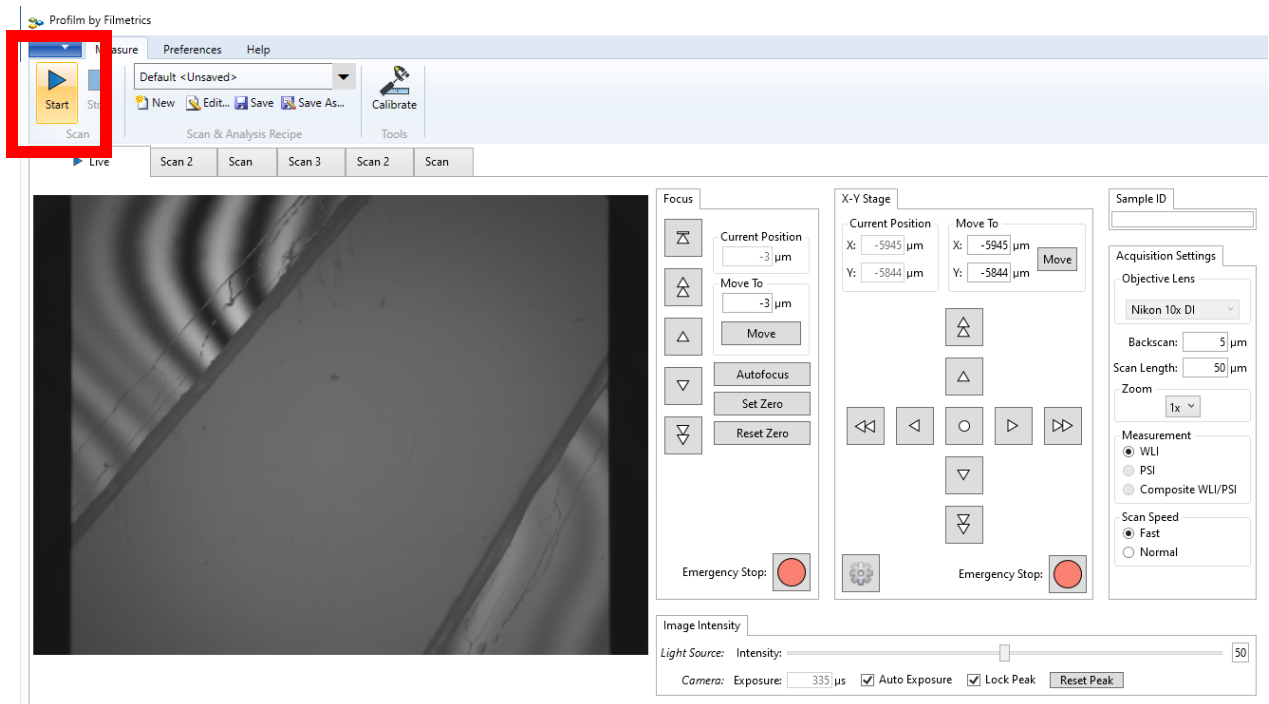 Profilm by Filmetrics
Measure Preferences Help
Default <Unsaved>
Start
New Edit... Save Save As... Calibrate
Scan Scan & Analysis Recipe Tools
Live Scan 2 Scan Scan 3 Scan 2 Scan
Focus
Current Position
-3 µm
Move To
-3 µm
Move
Autofocus
Set Zero
Reset Zero
Emergency Stop:
X-Y Stage
Current Position Move To
X: -5945 µm X: -5945 µm
Move
Y: -5844 µm Y: -5844 µm
Emergency Stop:
Sample ID
Acquisition Settings
Objective Lens
Nikon 10x DI
Backscan: 5 µm
Scan Length: 50 µm
Zoom
1x
Measurement
WLI
PSI
Composite WLI/PSI
Scan Speed
Fast
Normal
Image Intensity
Light Source: Intensity: 50
Camera: Exposure: 335 µs Auto Exposure Lock Peak Reset Peak